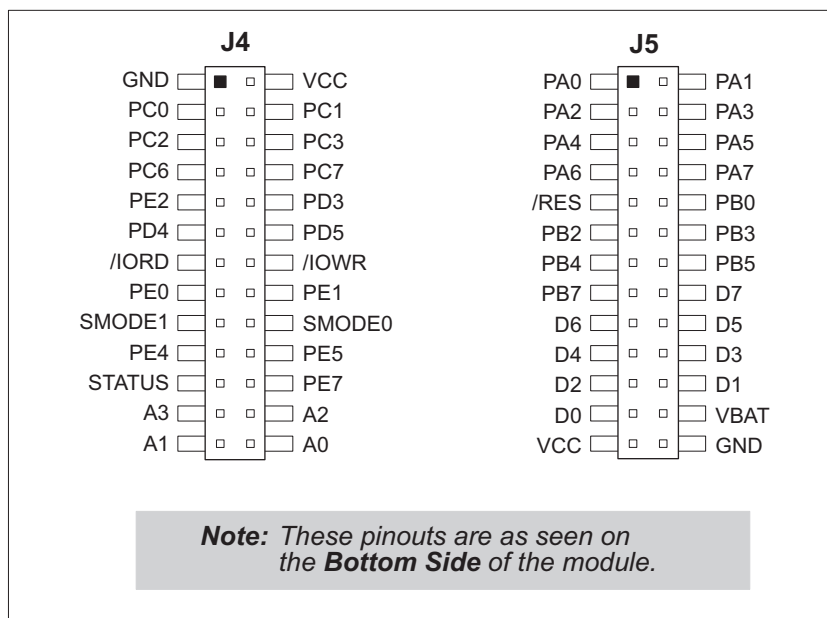 J4
GND VCC
PC0 PC1
PC2 PC3
PC6 PC7
PE2 PD3
PD4 PD5
/IORD /IOWR
PE0 PE1
SMODE1 SMODE0
PE4 PE5
STATUS PE7
A3 A2
A1 A0
J5
PA0 PA1
PA2 PA3
PA4 PA5
PA6 PA7
/RES PB0
PB2 PB3
PB4 PB5
PB7 D7
D6 D5
D4 D3
D2 D1
D0 VBAT
VCC GND
Note: These pinouts are as seen on
the Bottom Side of the module.